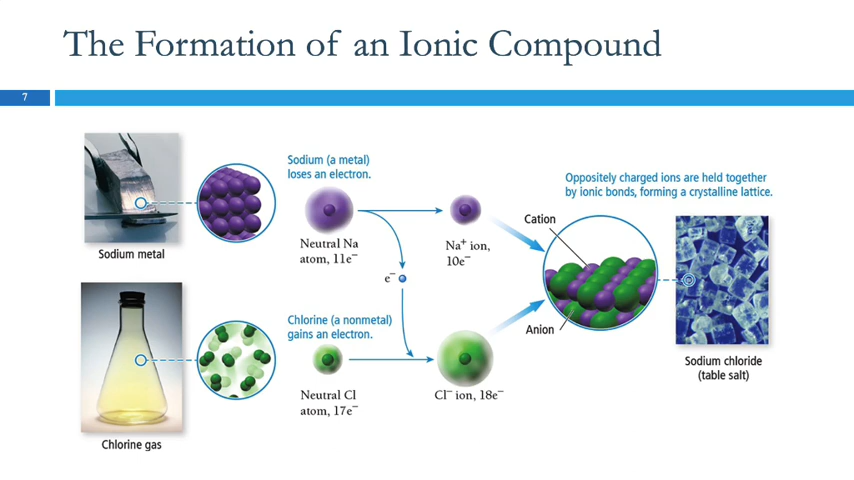 The Formation of an Ionic Compound
7
Sodium (a metal)
loses an electron.
Sodium metal
Neutral Na
atom, 11e⁻
Na⁺ ion,
10e⁻
e⁻
Chlorine (a nonmetal)
gains an electron.
Chlorine gas
Neutral Cl
atom, 17e⁻
Cl⁻ ion, 18e⁻
Oppositely charged ions are held together
by ionic bonds, forming a crystalline lattice.
Cation
Anion
Sodium chloride
(table salt)